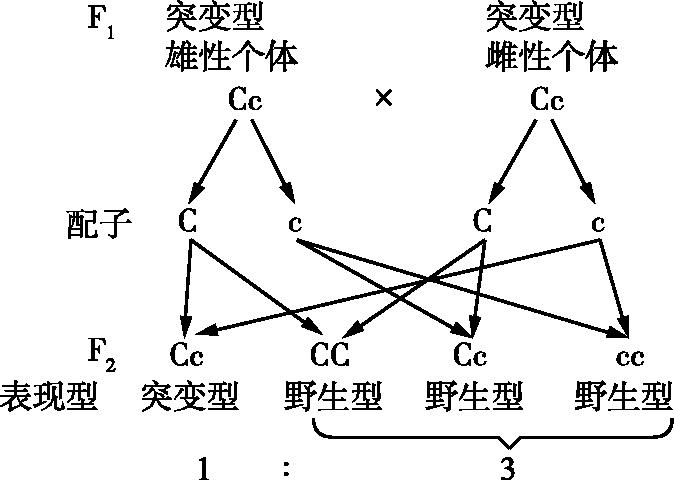 F₁ 突变型 突变型
雄性个体 雌性个体
Cc × Cc
配子 C c C c
F₂ Cc CC Cc cc
表现型 突变型 野生型 野生型 野生型
1 : 3